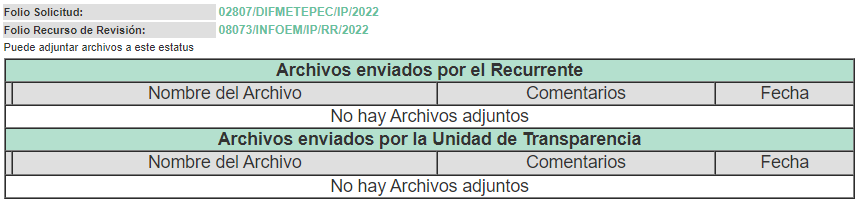 Folio Solicitud: 02807/DIFMETEPEC/IP/2022
Folio Recurso de Revisión: 08073/INFOEM/IP/RR/2022
Puede adjuntar archivos a este estatus
Archivos enviados por el Recurrente
Nombre del Archivo Comentarios Fecha
No hay Archivos adjuntos
Archivos enviados por la Unidad de Transparencia
Nombre del Archivo Comentarios Fecha
No hay Archivos adjuntos